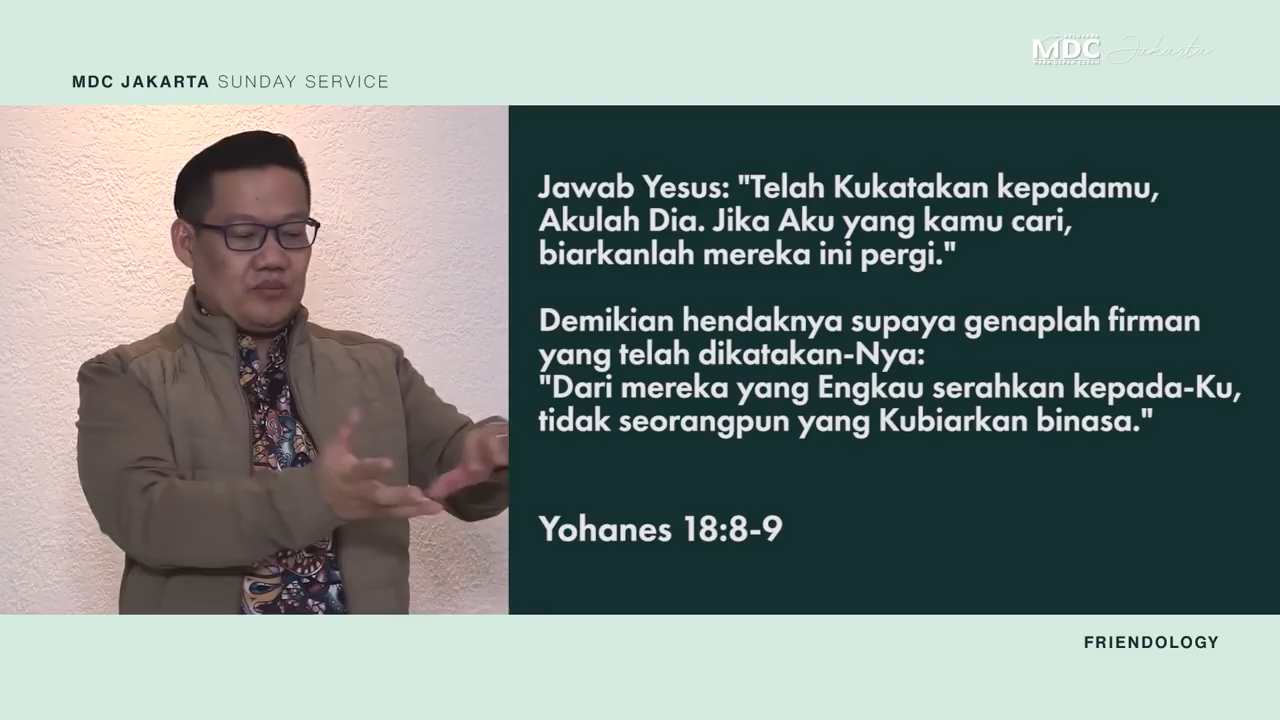 MDC Jakarta
MDC JAKARTA SUNDAY SERVICE
Jawab Yesus: "Telah Kukatakan kepadamu,
Akulah Dia. Jika Aku yang kamu cari,
biarkanlah mereka ini pergi."
Demikian hendaknya supaya genaplah firman
yang telah dikatakan-Nya:
"Dari mereka yang Engkau serahkan kepada-Ku,
tidak seorangpun yang Kubiarkan binasa."
Yohanes 18:8-9
FRIENDOLOGY